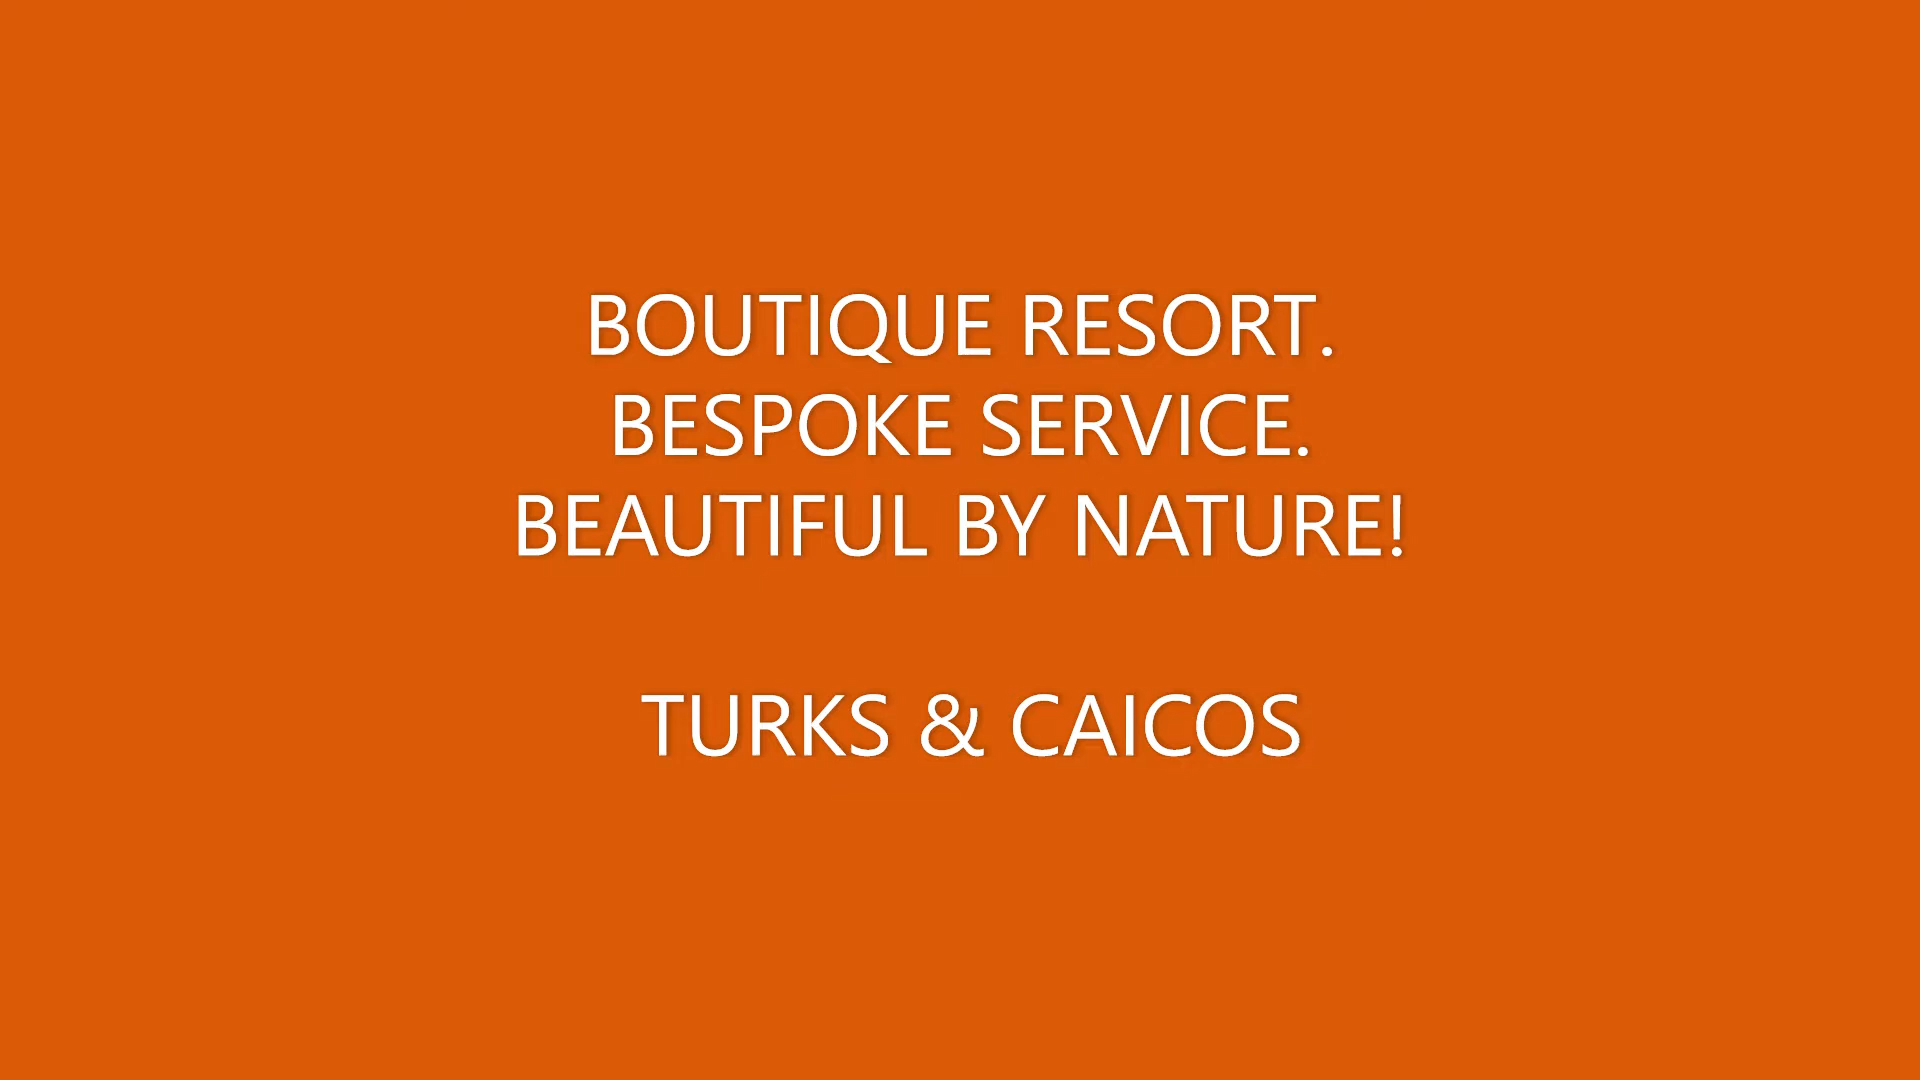 BOUTIQUE RESORT.
BESPOKE SERVICE.
BEAUTIFUL BY NATURE!
TURKS & CAICOS